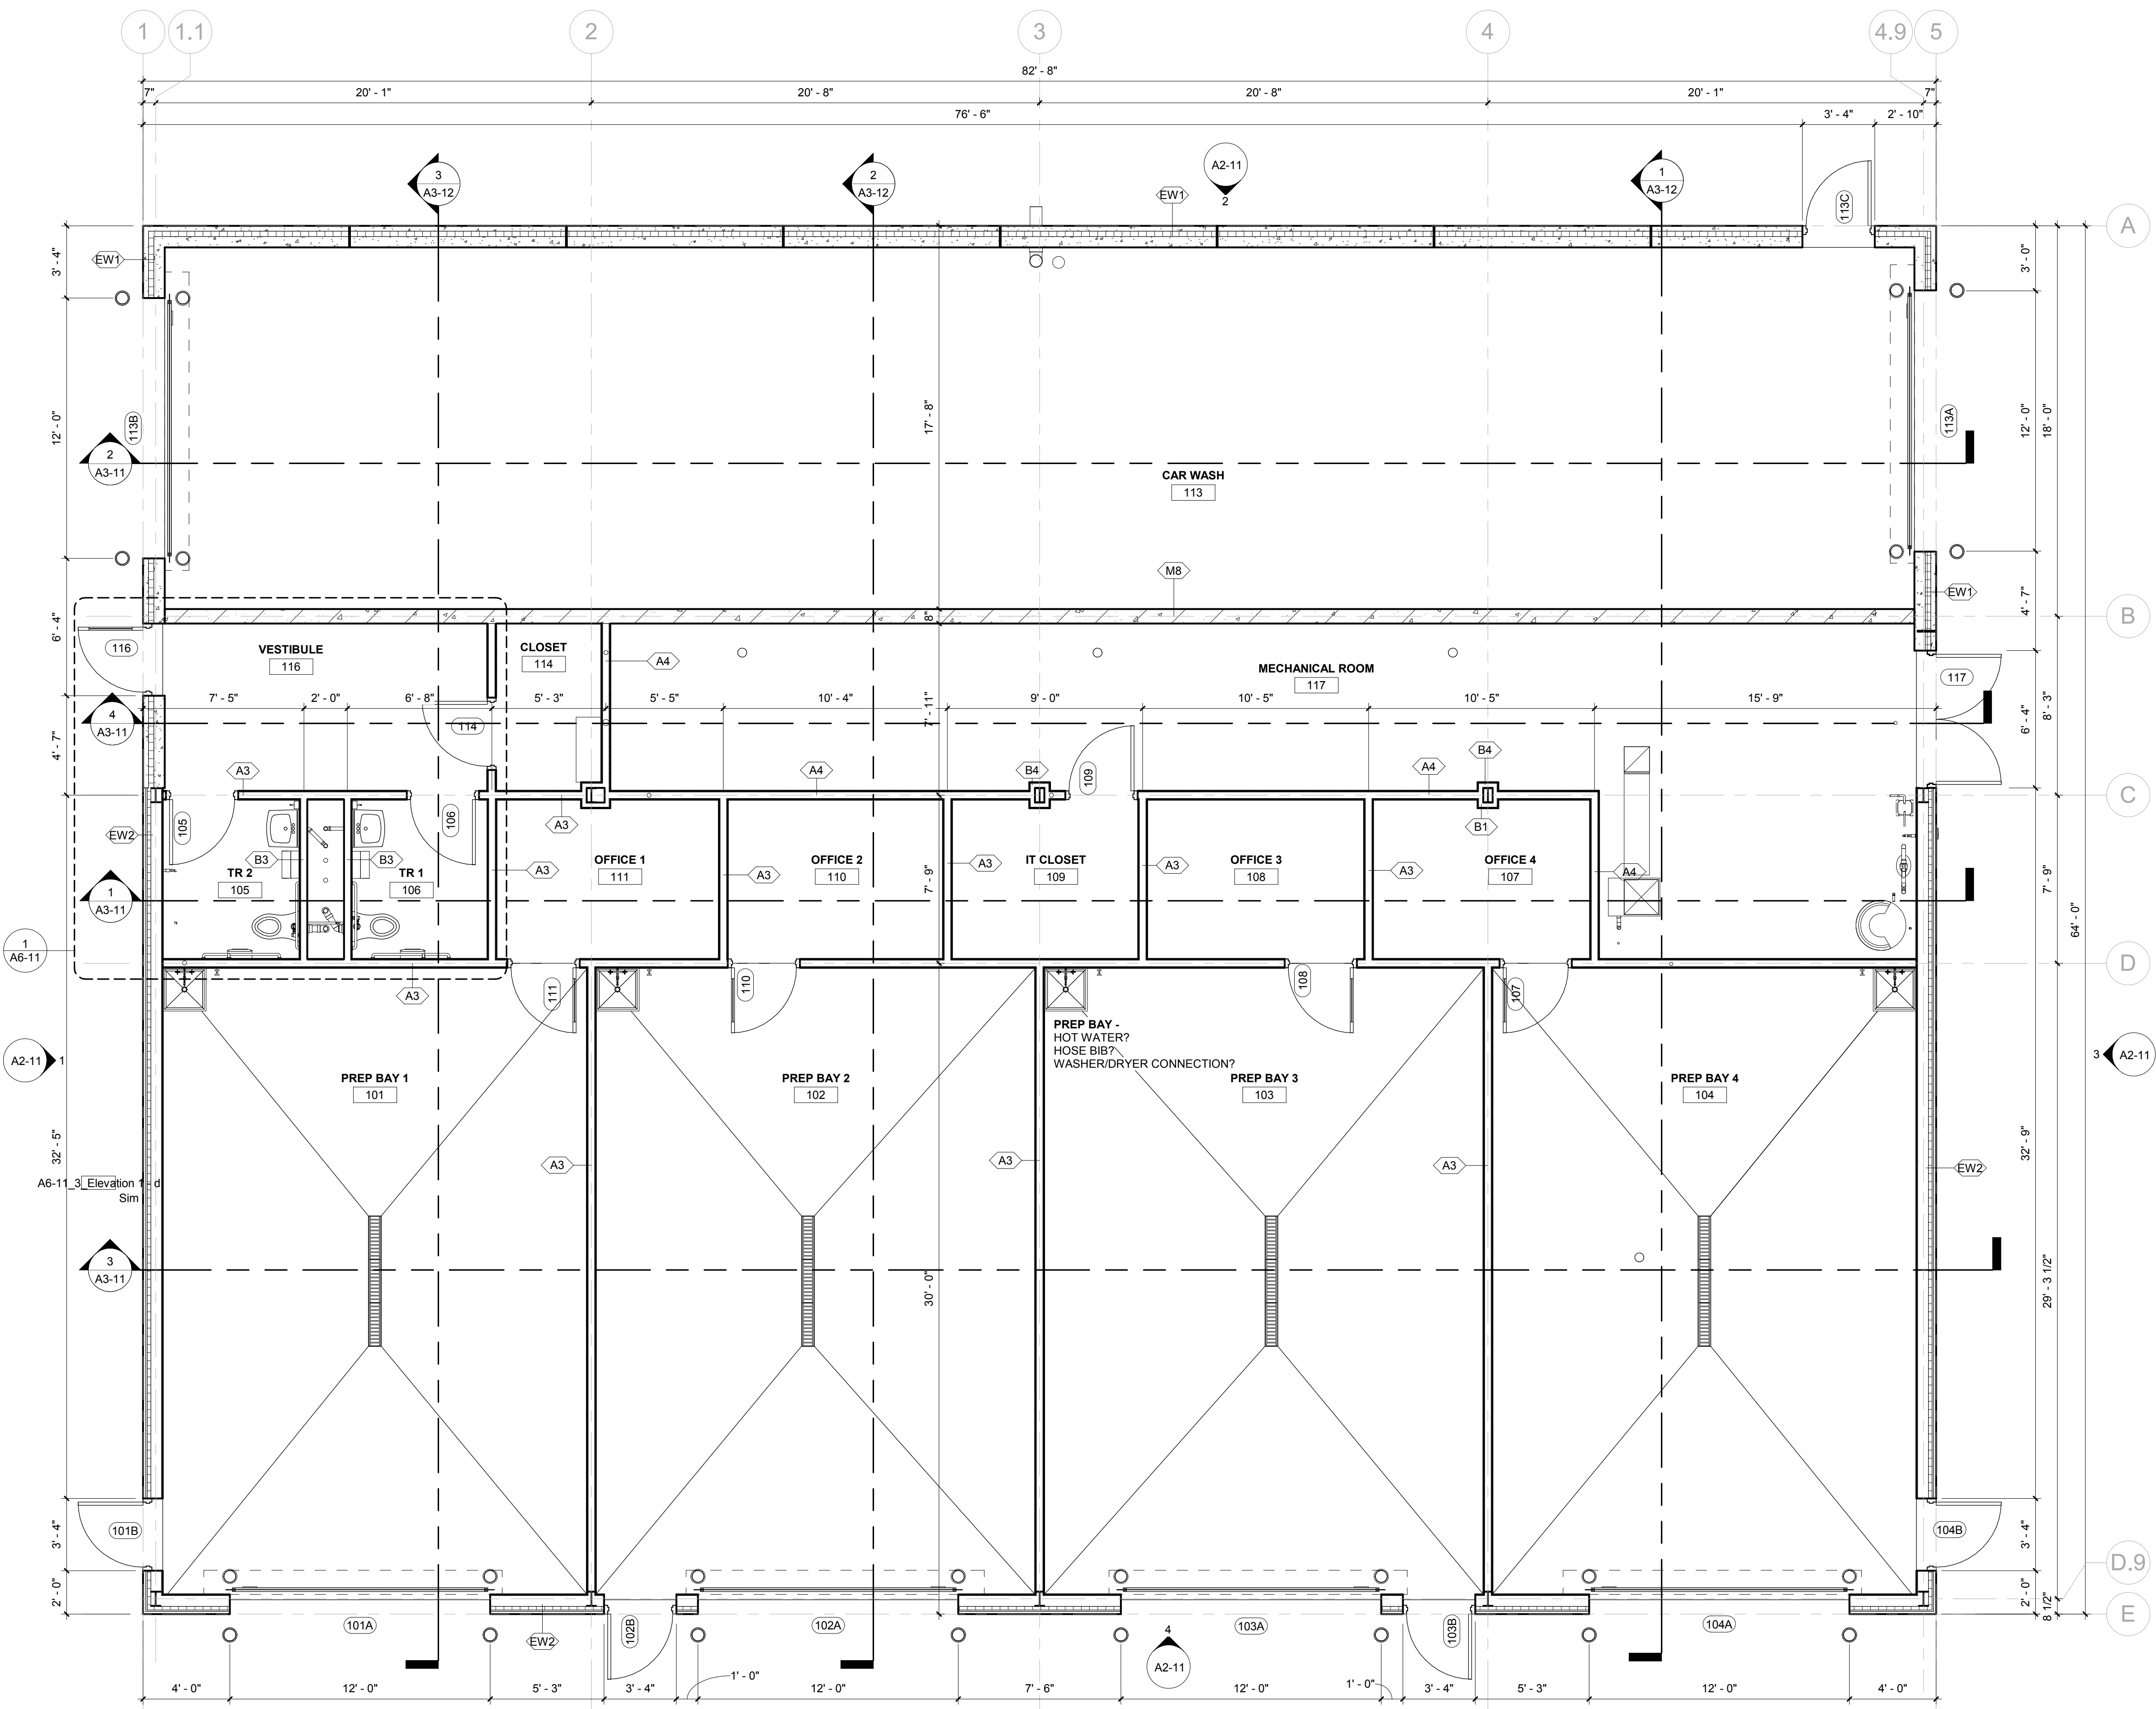 1 1.1 2 3 4 4.9 5
82' - 8"
7" 20' - 1" 20' - 8" 20' - 8" 20' - 1" 7"
76' - 6" 3' - 4" 2' - 10"
3 A3-12
2 A3-12
A2-11 2
1 A3-12
EW1
113C
A
3' - 4"
EW1
3' - 0"
12' - 0"
113B
17' - 8"
113A
12' - 0"
18' - 0"
2 A3-11
CAR WASH
113
M8
EW1
4' - 7"
6' - 4"
8"
B
116
VESTIBULE
116
CLOSET
114
A4
MECHANICAL ROOM
117
117
7' - 5" 2' - 0" 6' - 8" 5' - 3" 5' - 5" 10' - 4" 9' - 0" 10' - 5" 10' - 5" 15' - 9"
4 A3-11
114
7' - 11"
6' - 4"
8' - 3"
4' - 7"
A3
A4
B4
109
A4
B4
C
EW2
105
106
A3
B1
B3
B3
TR 2
105
TR 1
106
A3
OFFICE 1
111
A3
OFFICE 2
110
7' - 9"
A3
IT CLOSET
109
A3
OFFICE 3
108
A3
OFFICE 4
107
A4
7' - 9"
64' - 0"
1 A3-11
1 A6-11
D
A3
111
110
108
107
PREP BAY -
HOT WATER?
HOSE BIB?
WASHER/DRYER CONNECTION?
A2-11 1
3 A2-11
PREP BAY 1
101
PREP BAY 2
102
PREP BAY 3
103
PREP BAY 4
104
32' - 5"
A3
A3
A3
EW2
32' - 9"
A6-11_3_Elevation 1 - d
Sim
3 A3-11
30' - 0"
29' - 3 1/2"
101B
3' - 4"
104B
3' - 4"
D.9
2' - 0"
2' - 0"
8 1/2"
E
101A
EW2
102B
102A
4 A2-11
103A
103B
104A
4' - 0" 12' - 0" 5' - 3" 3' - 4" 1' - 0" 12' - 0" 7' - 6" 12' - 0" 1' - 0" 3' - 4" 5' - 3" 12' - 0" 4' - 0"